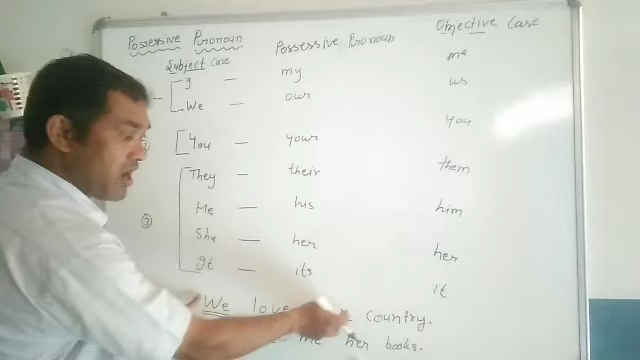 Possessive Pronoun Possessive Pronoun Objective Case
Subject Case
I — my me
We — our us
You — your you
They — their them
He — his him
③
She — her her
It — its it
We love country.
me her books.